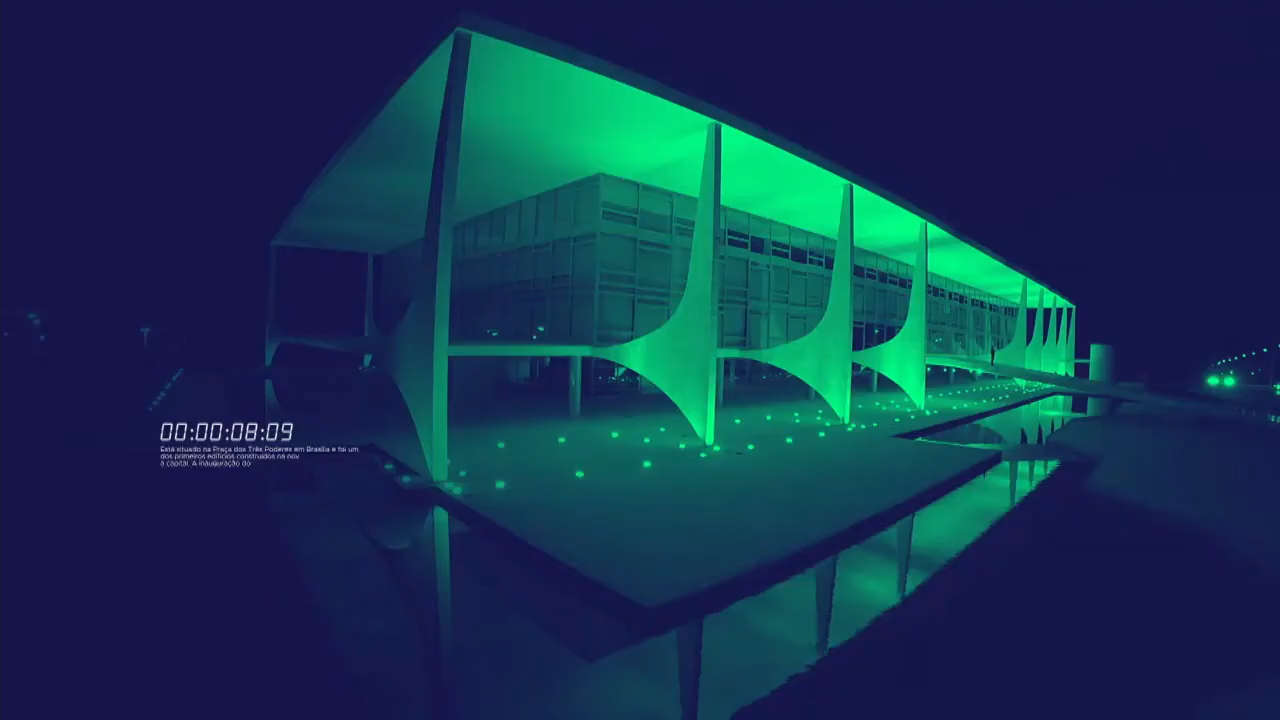 00:00:08:09
Está situado na Praça dos Três Poderes em Brasília e foi um
dos primeiros edifícios construídos na nov
a capital. A inauguração do